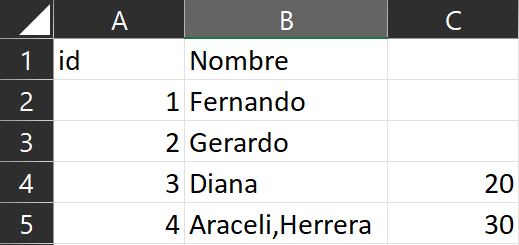 A B C
1 id Nombre
2 1 Fernando
3 2 Gerardo
4 3 Diana 20
5 4 Araceli,Herrera 30